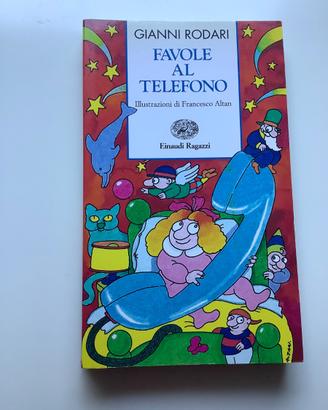 GIANNI RODARI
FAVOLE
AL
TELEFONO
Illustrazioni di Francesco Altan
Einaudi Ragazzi